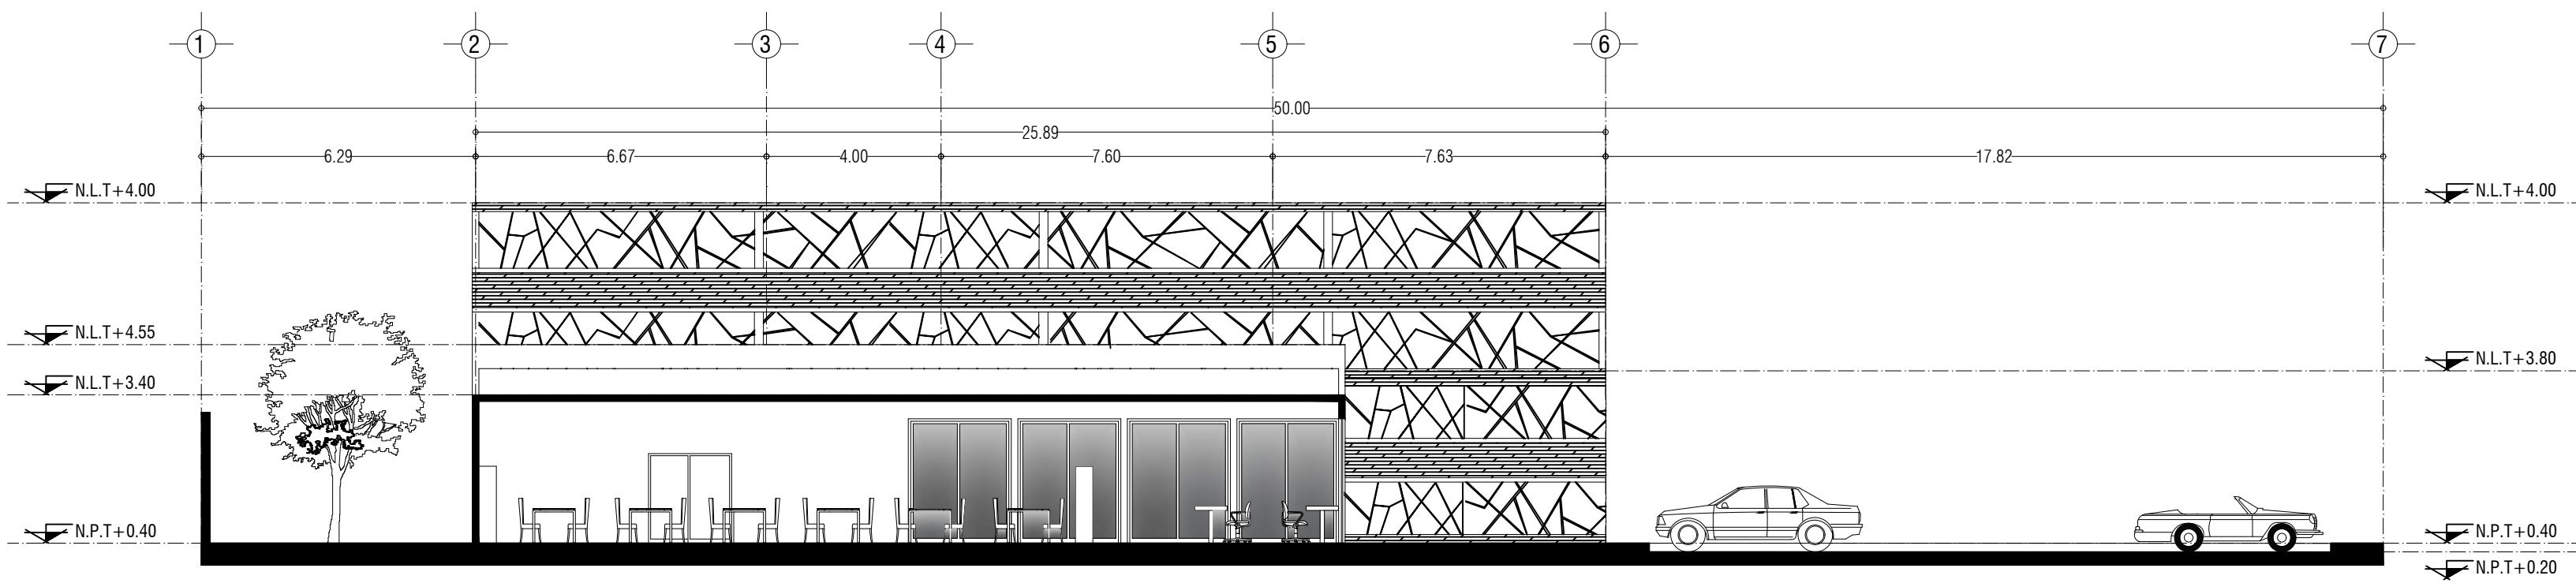 1 2 3 4 5 6 7
50.00
25.89
6.29 6.67 4.00 7.60 7.63 17.82
N.L.T+4.00 N.L.T+4.00
N.L.T+4.55
N.L.T+3.80
N.L.T+3.40
N.P.T+0.40 N.P.T+0.40
N.P.T+0.20